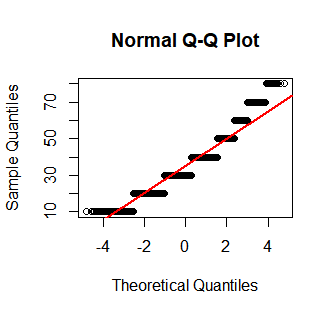 Normal Q-Q Plot
Sample Quantiles
10 30 50 70
-4 -2 0 2 4
Theoretical Quantiles